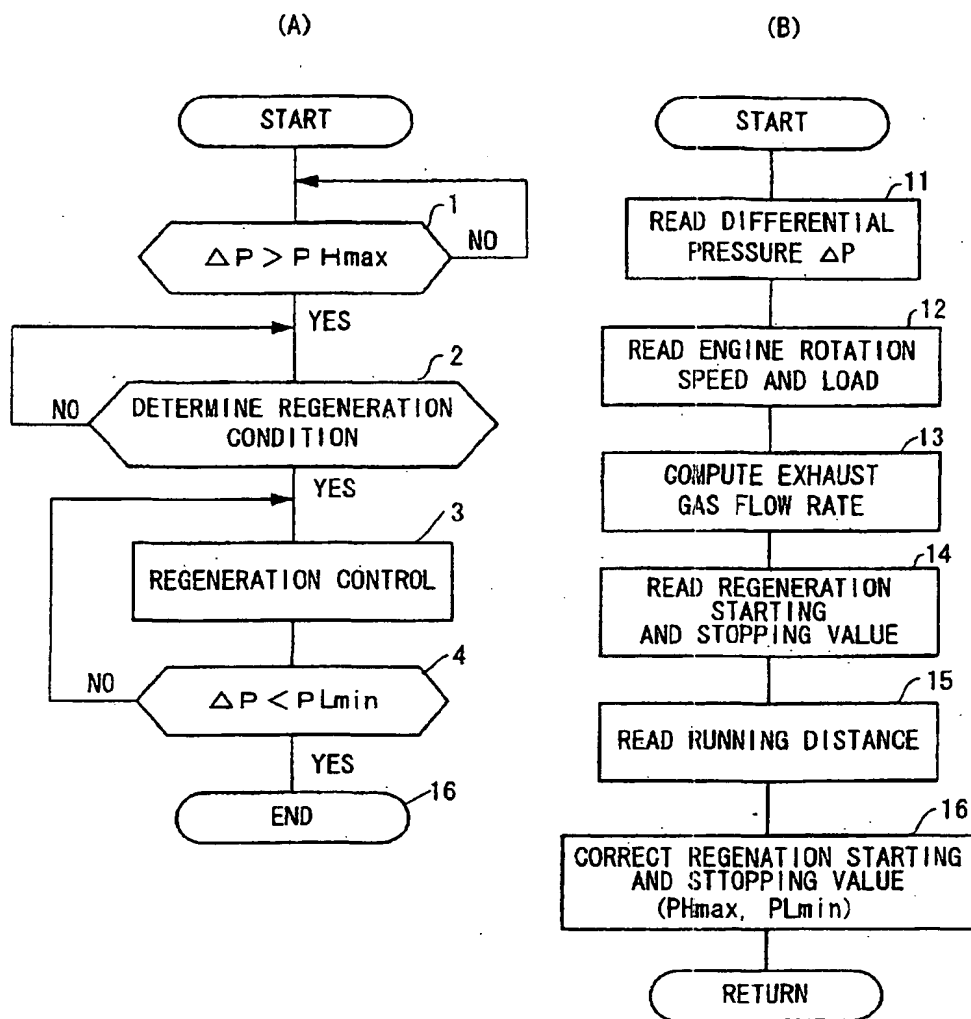 (A)
START
1
ΔP > PHmax
NO
YES
2
DETERMINE REGENERATION
CONDITION
NO
YES
3
REGENERATION CONTROL
4
ΔP < PLmin
NO
YES
16
END
(B)
START
11
READ DIFFERENTIAL
PRESSURE ΔP
12
READ ENGINE ROTATION
SPEED AND LOAD
13
COMPUTE EXHAUST
GAS FLOW RATE
14
READ REGENERATION
STARTING
AND STOPPING VALUE
15
READ RUNNING DISTANCE
16
CORRECT REGENATION STARTING
AND STTOPPING VALUE
(PHmax, PLmin)
RETURN